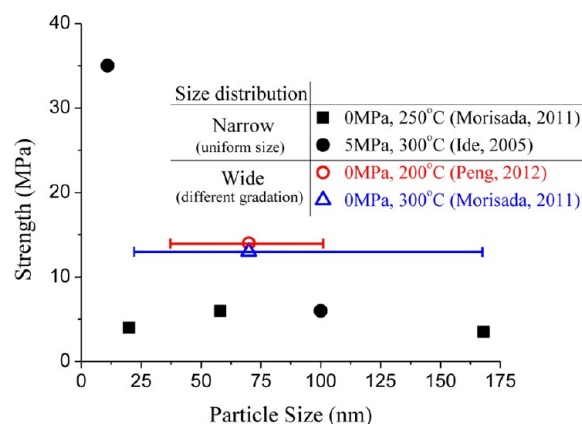 40
30
20
10
0
Strength (MPa)
Size distribution
Narrow
(uniform size)
0MPa, 250°C (Morisada, 2011)
5MPa, 300°C (Ide, 2005)
Wide
(different gradation)
0MPa, 200°C (Peng, 2012)
0MPa, 300°C (Morisada, 2011)
0 25 50 75 100 125 150 175
Particle Size (nm)